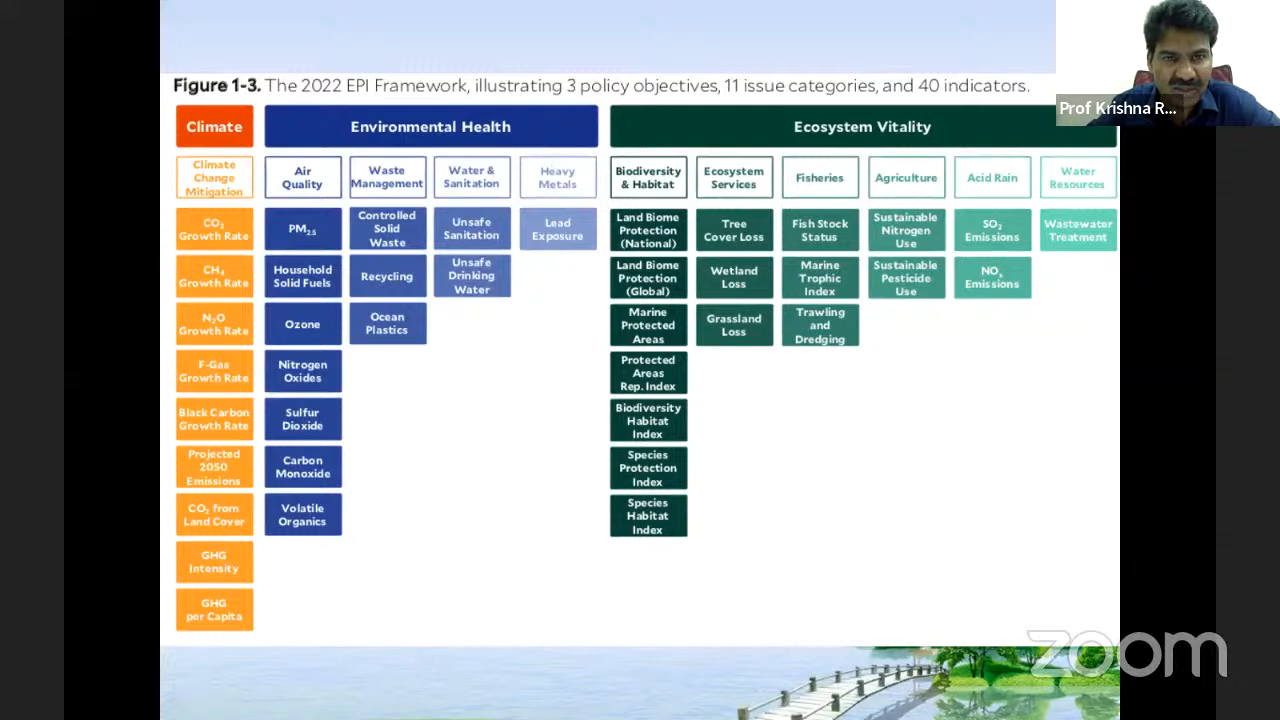 Figure 1-3. The 2022 EPI Framework, illustrating 3 policy objectives, 11 issue categories, and 40 indicators.
Prof Krishna R...
Climate
Environmental Health
Ecosystem Vitality
Climate
Change
Mitigation
Air
Quality
Waste
Management
Water &
Sanitation
Heavy
Metals
Biodiversity
& Habitat
Ecosystem
Services
Fisheries
Agriculture
Acid Rain
Water
Resources
CO₂
Growth Rate
PM₂.₅
Controlled
Solid
Waste
Unsafe
Sanitation
Lead
Exposure
Land Biome
Protection
(National)
Tree
Cover Loss
Fish Stock
Status
Sustainable
Nitrogen
Use
SO₂
Emissions
Wastewater
Treatment
CH₄
Growth Rate
Household
Solid Fuels
Recycling
Unsafe
Drinking
Water
Land Biome
Protection
(Global)
Wetland
Loss
Marine
Trophic
Index
Sustainable
Pesticide
Use
NOₓ
Emissions
N₂O
Growth Rate
Ozone
Ocean
Plastics
Marine
Protected
Areas
Grassland
Loss
Trawling
and
Dredging
F-Gas
Growth Rate
Nitrogen
Oxides
Protected
Areas
Rep. Index
Black Carbon
Growth Rate
Sulfur
Dioxide
Biodiversity
Habitat
Index
Projected
2050
Emissions
Carbon
Monoxide
Species
Protection
Index
CO₂ from
Land Cover
Volatile
Organics
Species
Habitat
Index
GHG
Intensity
GHG
per Capita
zoom